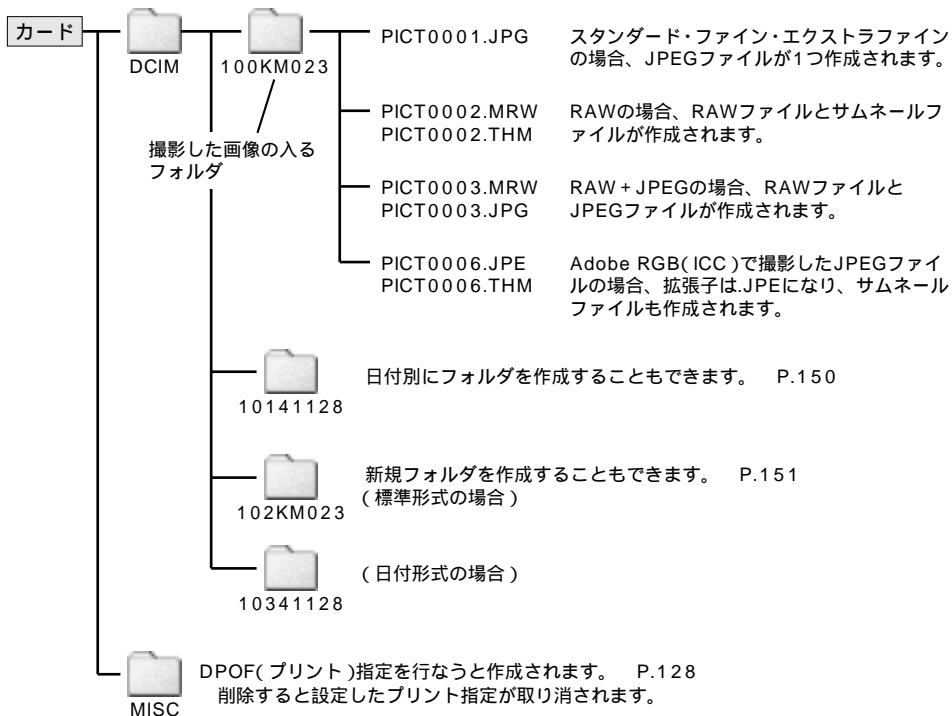 カード
DCIM
100KM023
撮影した画像の入る
フォルダ
PICT0001.JPG
スタンダード・ファイン・エクストラファイン
の場合、JPEGファイルが1つ作成されます。
PICT0002.MRW
PICT0002.THM
RAWの場合、RAWファイルとサムネールフ
ァイルが作成されます。
PICT0003.MRW
PICT0003.JPG
RAW+JPEGの場合、RAWファイルと
JPEGファイルが作成されます。
PICT0006.JPE
PICT0006.THM
Adobe RGB(ICC)で撮影したJPEGファイ
ルの場合、拡張子は.JPEになり、サムネール
ファイルも作成されます。
10141128
日付別にフォルダを作成することもできます。 P.150
102KM023
新規フォルダを作成することもできます。 P.151
(標準形式の場合)
10341128
(日付形式の場合)
MISC
DPOF(プリント)指定を行なうと作成されます。 P.128
削除すると設定したプリント指定が取り消されます。